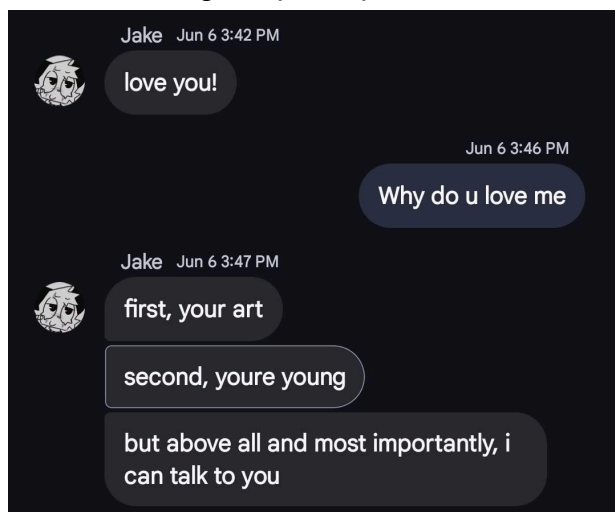 Jake Jun 6 3:42 PM
love you!
Jun 6 3:46 PM
Why do u love me
Jake Jun 6 3:47 PM
first, your art
second, youre young
but above all and most importantly, i
can talk to you